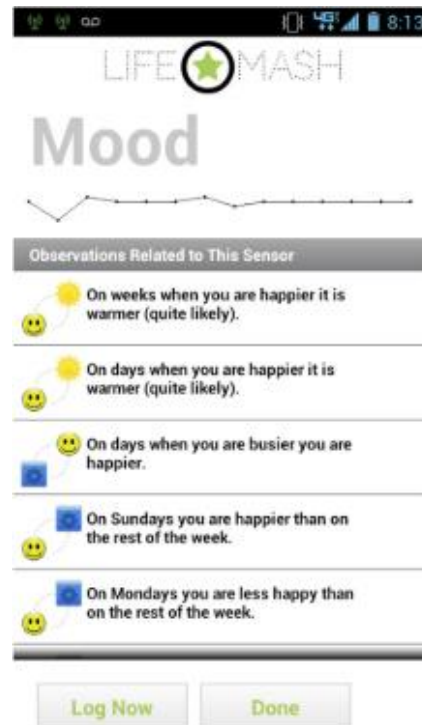 4G 8:13
LIFE MASH
Mood
Observations Related to This Sensor
On weeks when you are happier it is
warmer (quite likely).
On days when you are happier it is
warmer (quite likely).
On days when you are busier you are
happier.
On Sundays you are happier than on
the rest of the week.
On Mondays you are less happy than
on the rest of the week.
Log Now Done